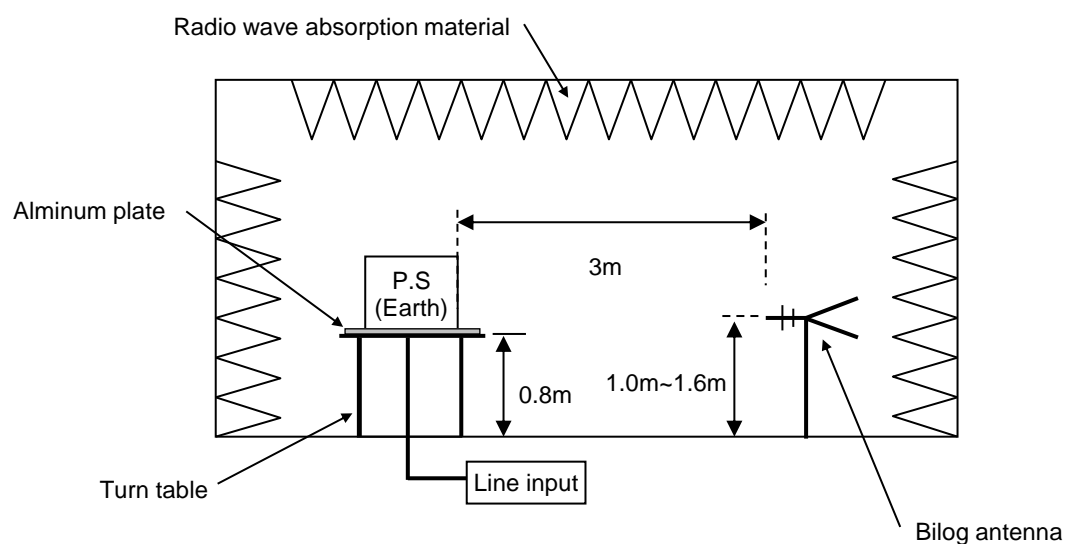 Radio wave absorption material
Alminum plate
3m
P.S
(Earth)
1.0m~1.6m
0.8m
Line input
Turn table
Bilog antenna